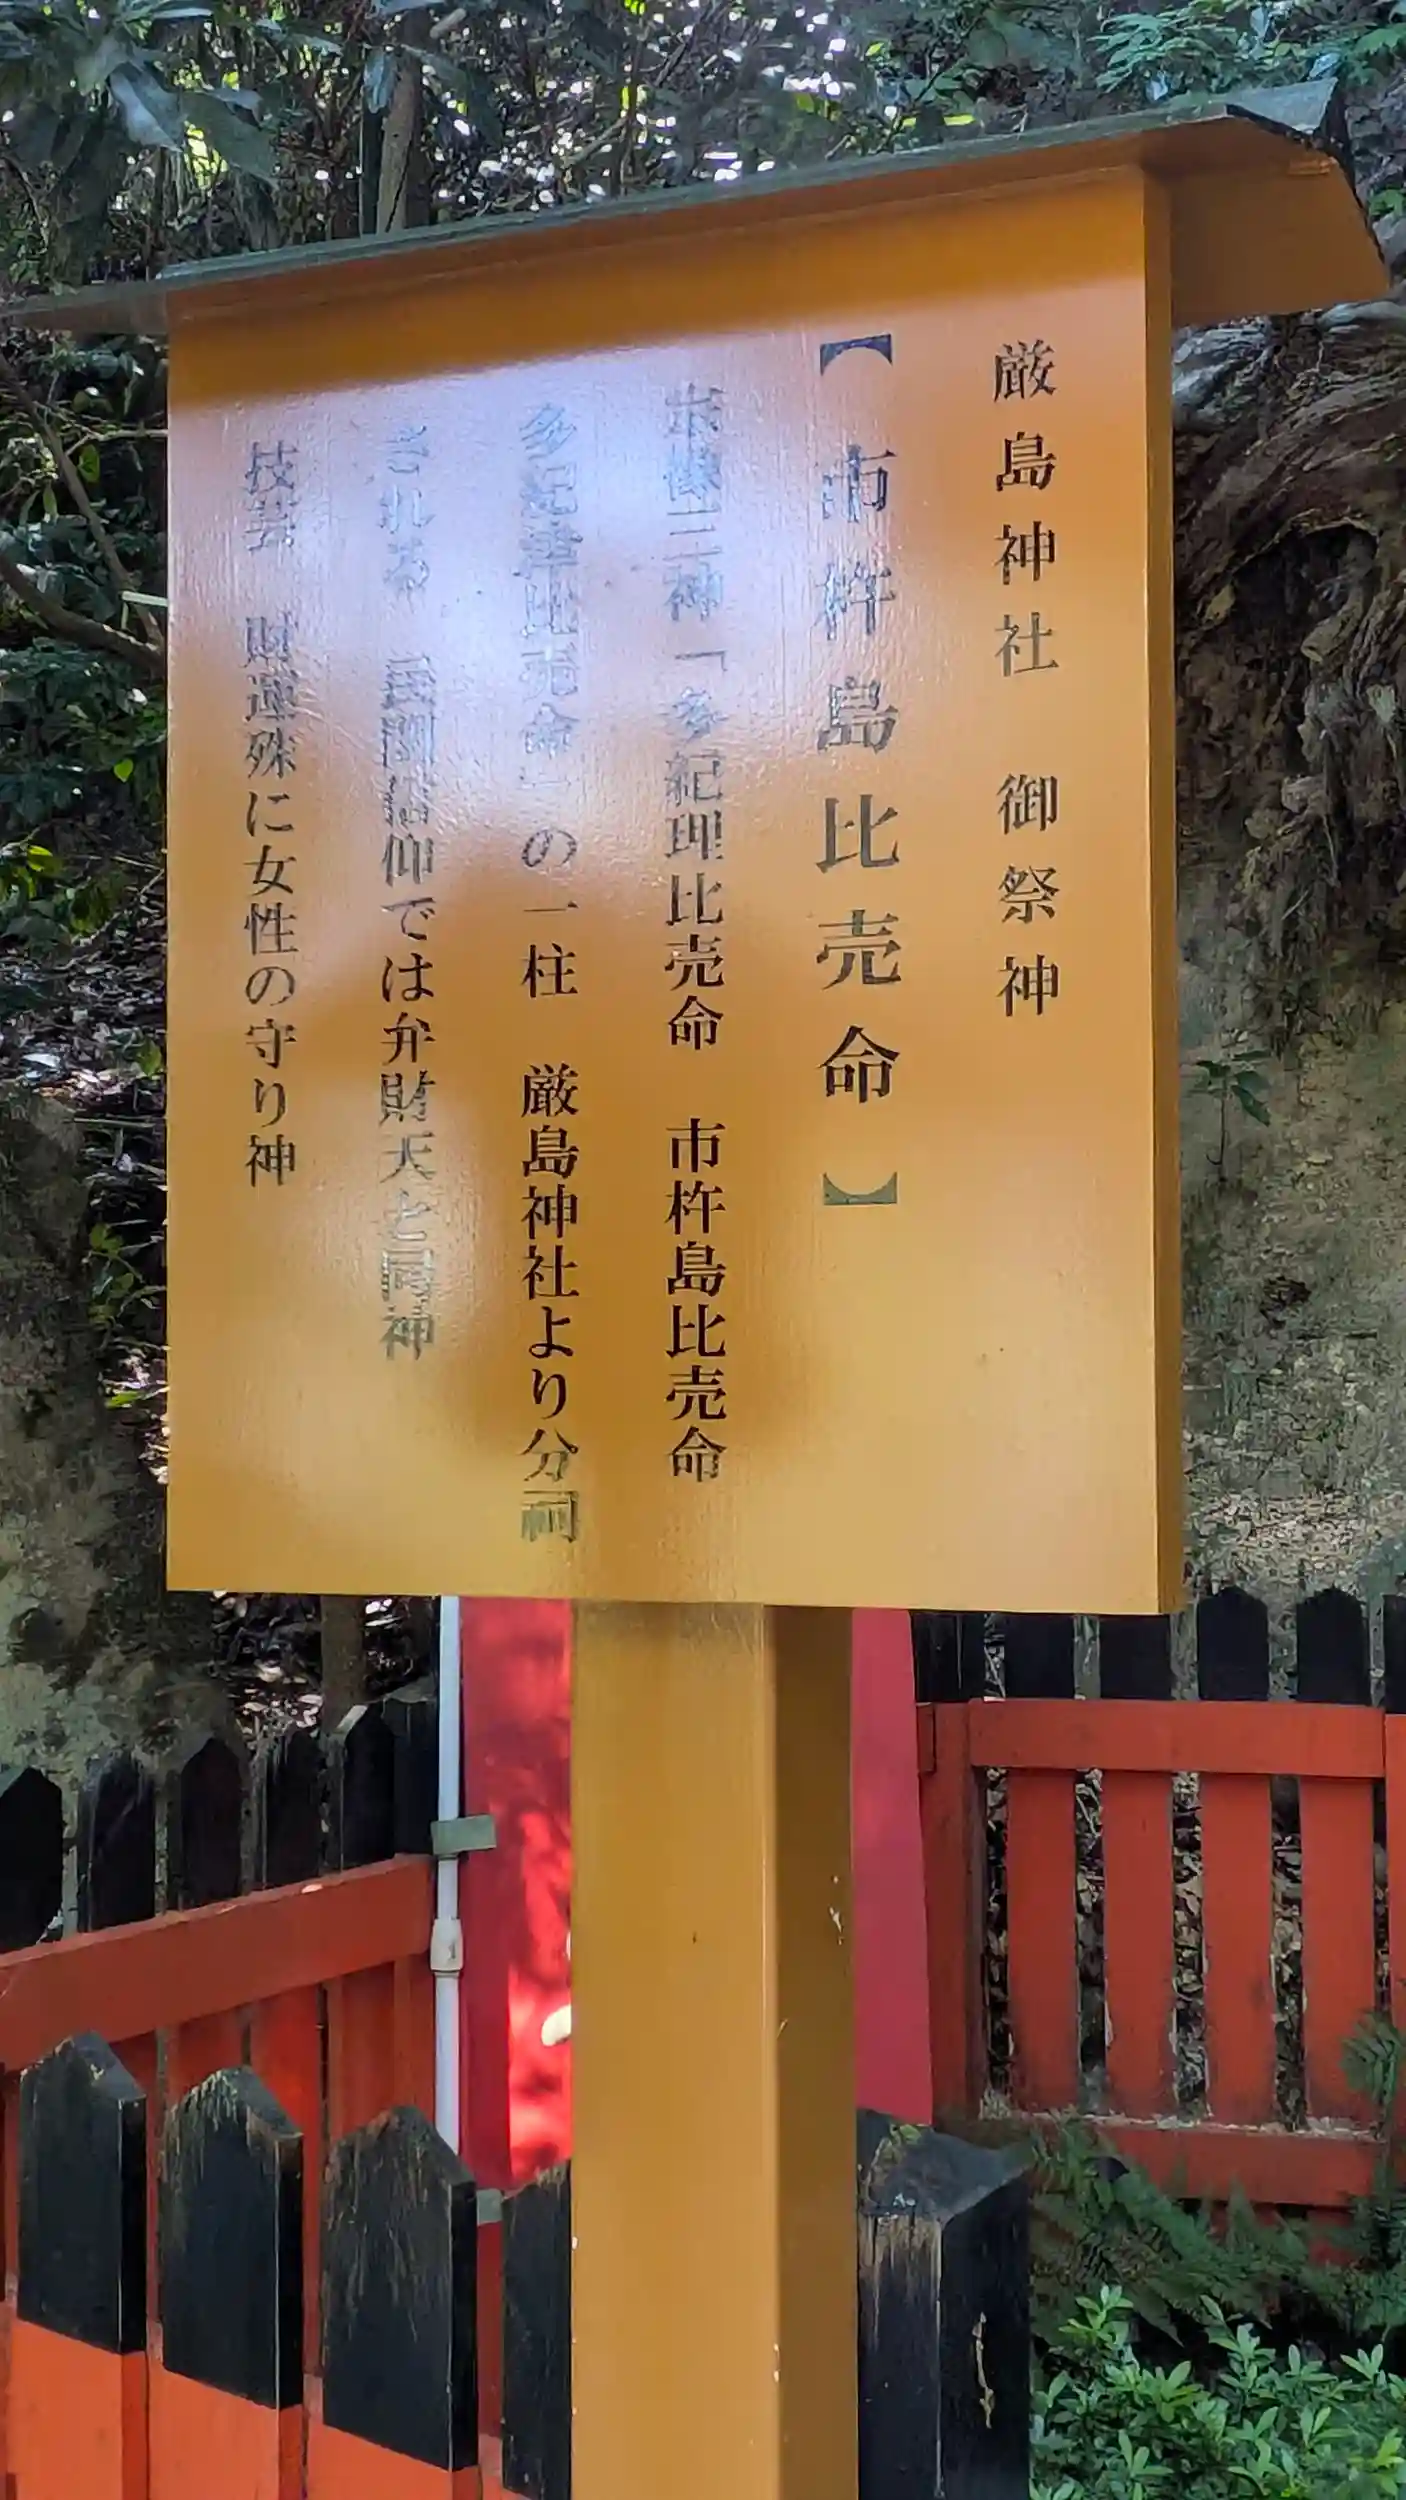 厳島神社　御祭神
【市杵島比売命】
宗像三神「多紀理比売命　市杵島比売命
多紀津比売命」の一柱　厳島神社より分祠
される　民間信仰では弁財天と同神
技芸　財運殊に女性の守り神